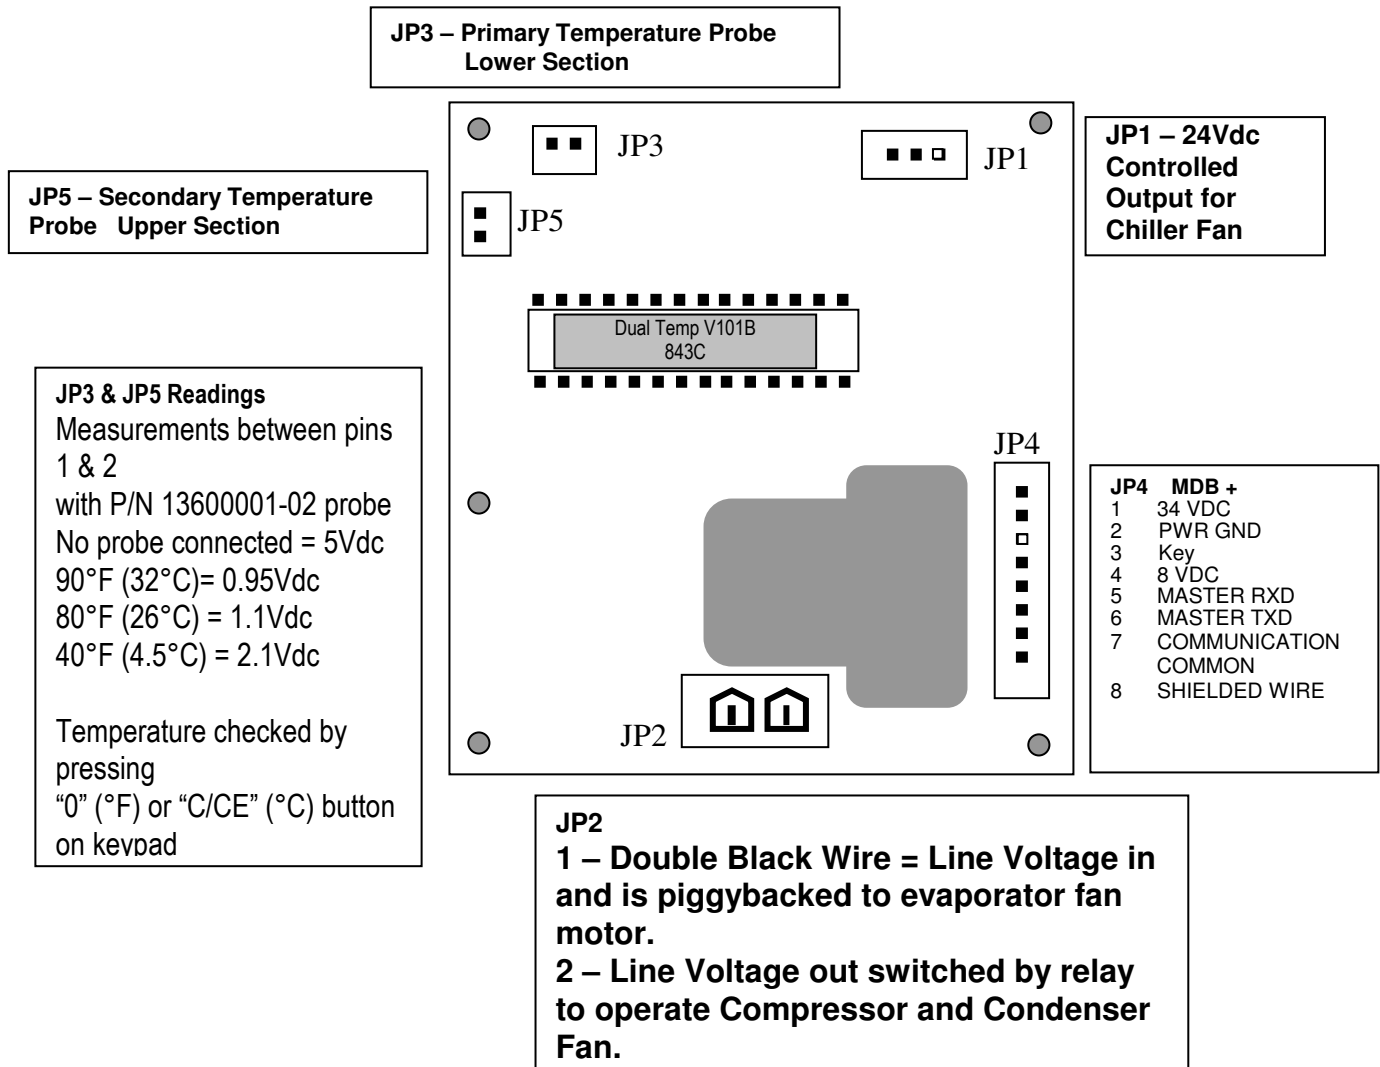 JP3 – Primary Temperature Probe
Lower Section
JP5 – Secondary Temperature
Probe Upper Section
JP3
JP1
JP5
JP1 – 24Vdc
Controlled
Output for
Chiller Fan
Dual Temp V101B
843C
JP3 & JP5 Readings
Measurements between pins
1 & 2
with P/N 13600001-02 probe
No probe connected = 5Vdc
90°F (32°C)= 0.95Vdc
80°F (26°C) = 1.1Vdc
40°F (4.5°C) = 2.1Vdc
Temperature checked by
pressing
“0” (°F) or “C/CE” (°C) button
on keypad
JP4
JP2
JP4 MDB +
1 34 VDC
2 PWR GND
3 Key
4 8 VDC
5 MASTER RXD
6 MASTER TXD
7 COMMUNICATION
COMMON
8 SHIELDED WIRE
JP2
1 – Double Black Wire = Line Voltage in
and is piggybacked to evaporator fan
motor.
2 – Line Voltage out switched by relay
to operate Compressor and Condenser
Fan.